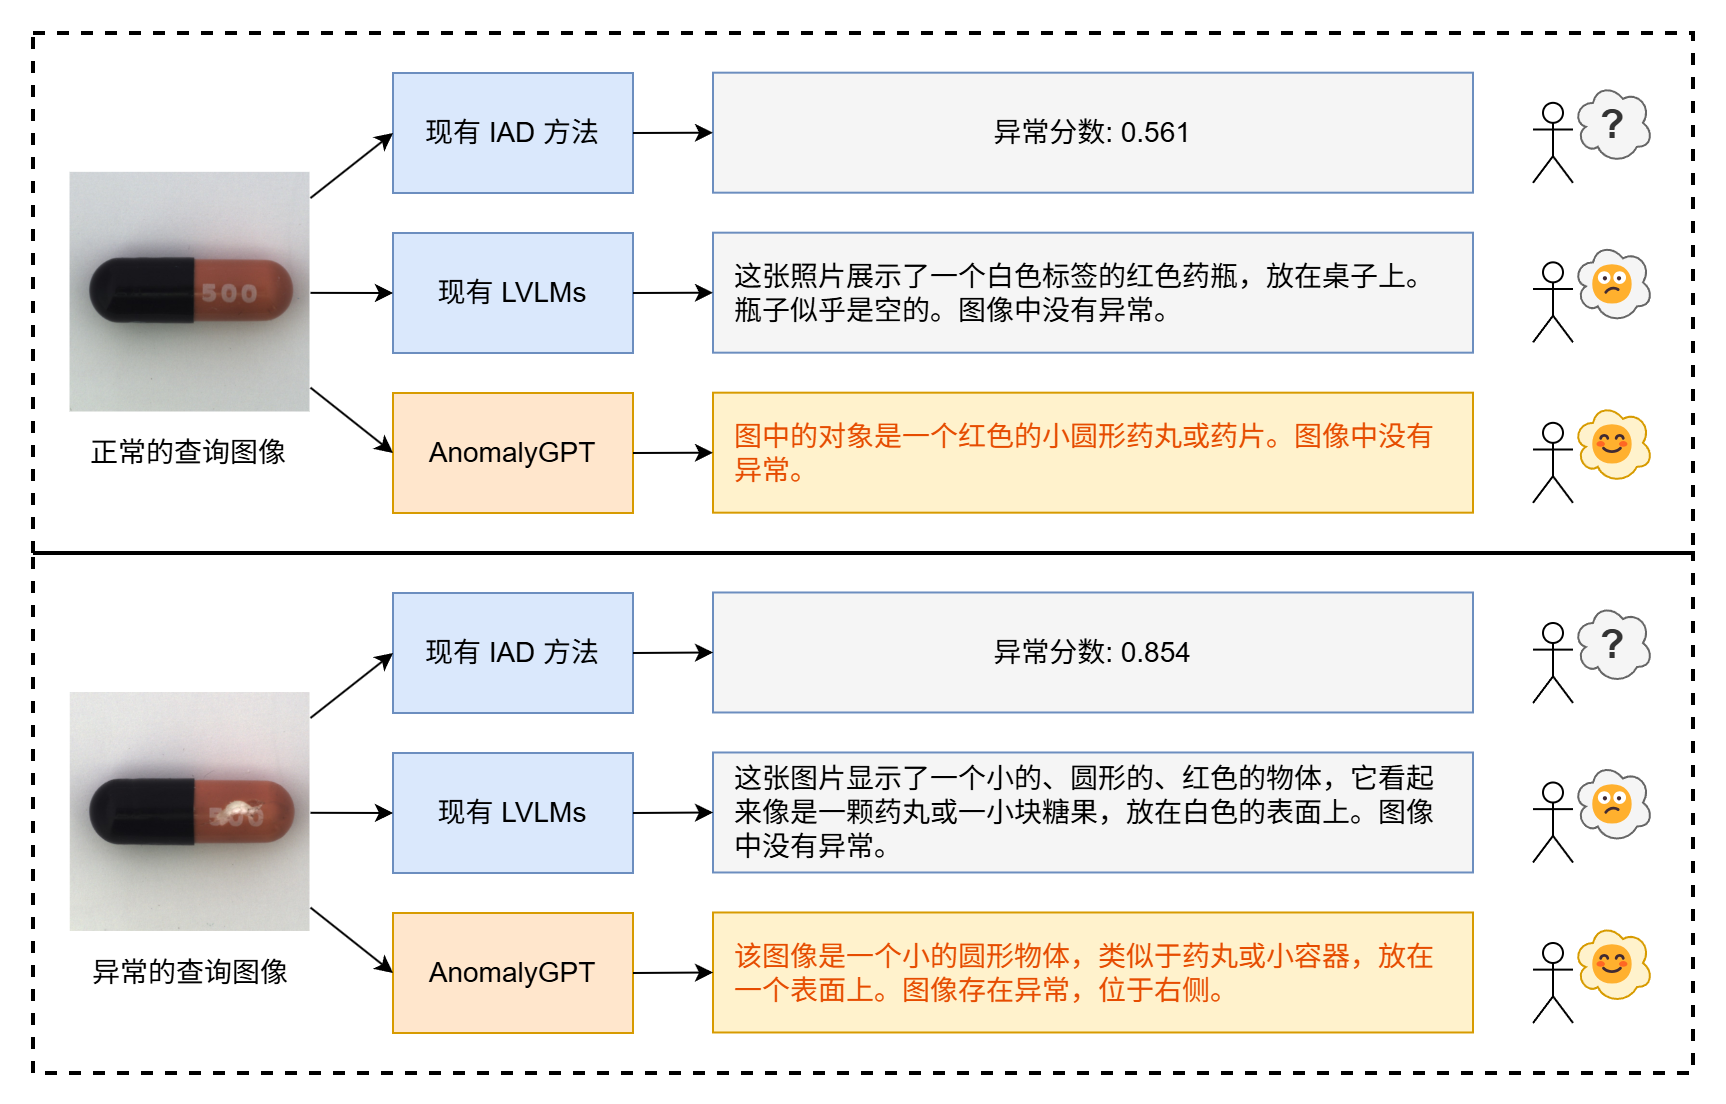 现有 IAD 方法
异常分数: 0.561
?
500
现有 LVLMs
这张照片展示了一个白色标签的红色药瓶，放在桌子上。
瓶子似乎是空的。图像中没有异常。
正常的查询图像
AnomalyGPT
图中的对象是一个红色的小圆形药丸或药片。图像中没有
异常。
现有 IAD 方法
异常分数: 0.854
?
500
现有 LVLMs
这张图片显示了一个小的、圆形的、红色的物体，它看起
来像是一颗药丸或一小块糖果，放在白色的表面上。图像
中没有异常。
异常的查询图像
AnomalyGPT
该图像是一个小的圆形物体，类似于药丸或小容器，放在
一个表面上。图像存在异常，位于右侧。